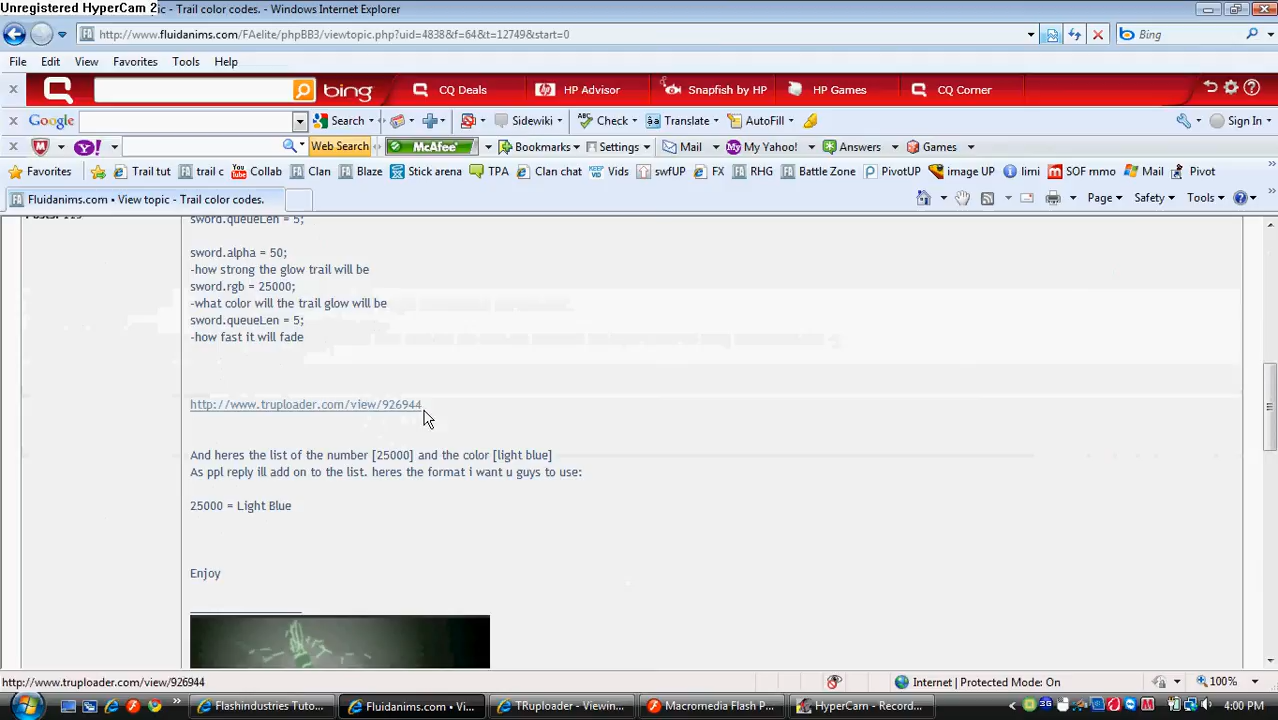 Unregistered HyperCam 2
ic - Trail color codes. - Windows Internet Explorer
http://www.fluidanims.com/FAelite/phpBB3/viewtopic.php?uid=4838&f=64&t=12749&start=0
Bing
File Edit View Favorites Tools Help
bing CQ Deals HP Advisor Snapfish by HP HP Games CQ Corner
Google Search Sidewiki Check Translate AutoFill Sign In
Web Search McAfee Bookmarks Settings Mail My Yahoo! Answers Games
Favorites Trail tut trail c Collab Clan Blaze Stick arena TPA Clan chat Vids swfUP FX RHG Battle Zone PivotUP image UP limi SOF mmo Mail Pivot
Fluidanims.com • View topic - Trail color codes. Page Safety Tools
sword.queueLen = 5;
sword.alpha = 50;
-how strong the glow trail will be
sword.rgb = 25000;
-what color will the trail glow will be
sword.queueLen = 5;
-how fast it will fade
http://www.truploader.com/view/926944
And heres the list of the number [25000] and the color [light blue]
As ppl reply ill add on to the list. heres the format i want u guys to use:
25000 = Light Blue
Enjoy
http://www.truploader.com/view/926944 Internet | Protected Mode: On 100%
Flashindustries Tuto... Fluidanims.com • Vi... TRuploader - Viewin... Macromedia Flash P... HyperCam - Record... 4:00 PM